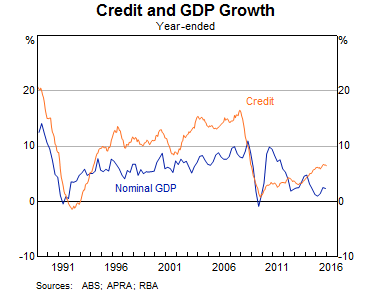 Credit and GDP Growth
Year-ended
% %
20 20
Credit
10 10
Nominal GDP
0 0
-10 -10
1991 1996 2001 2006 2011 2016
Sources: ABS; APRA; RBA